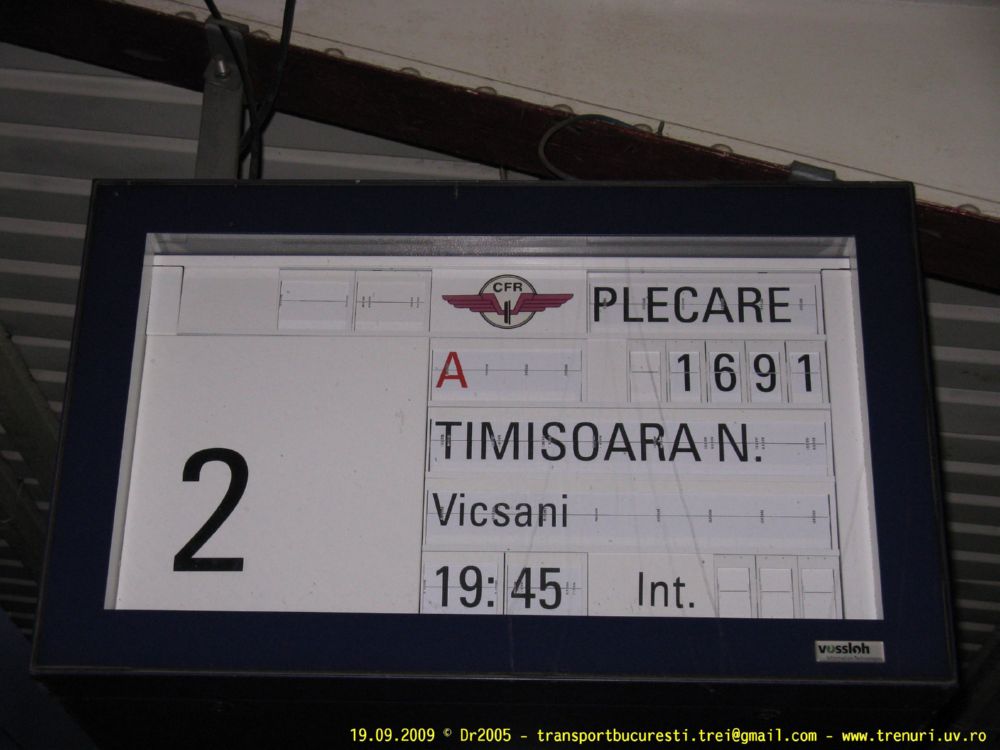 CFR
PLECARE
A 1691
TIMISOARA N.
Vicsani
2
19:45 Int.
vossloh
19.09.2009 © Dr2005 - transportbucuresti.trei@gmail.com - www.trenuri.uv.ro